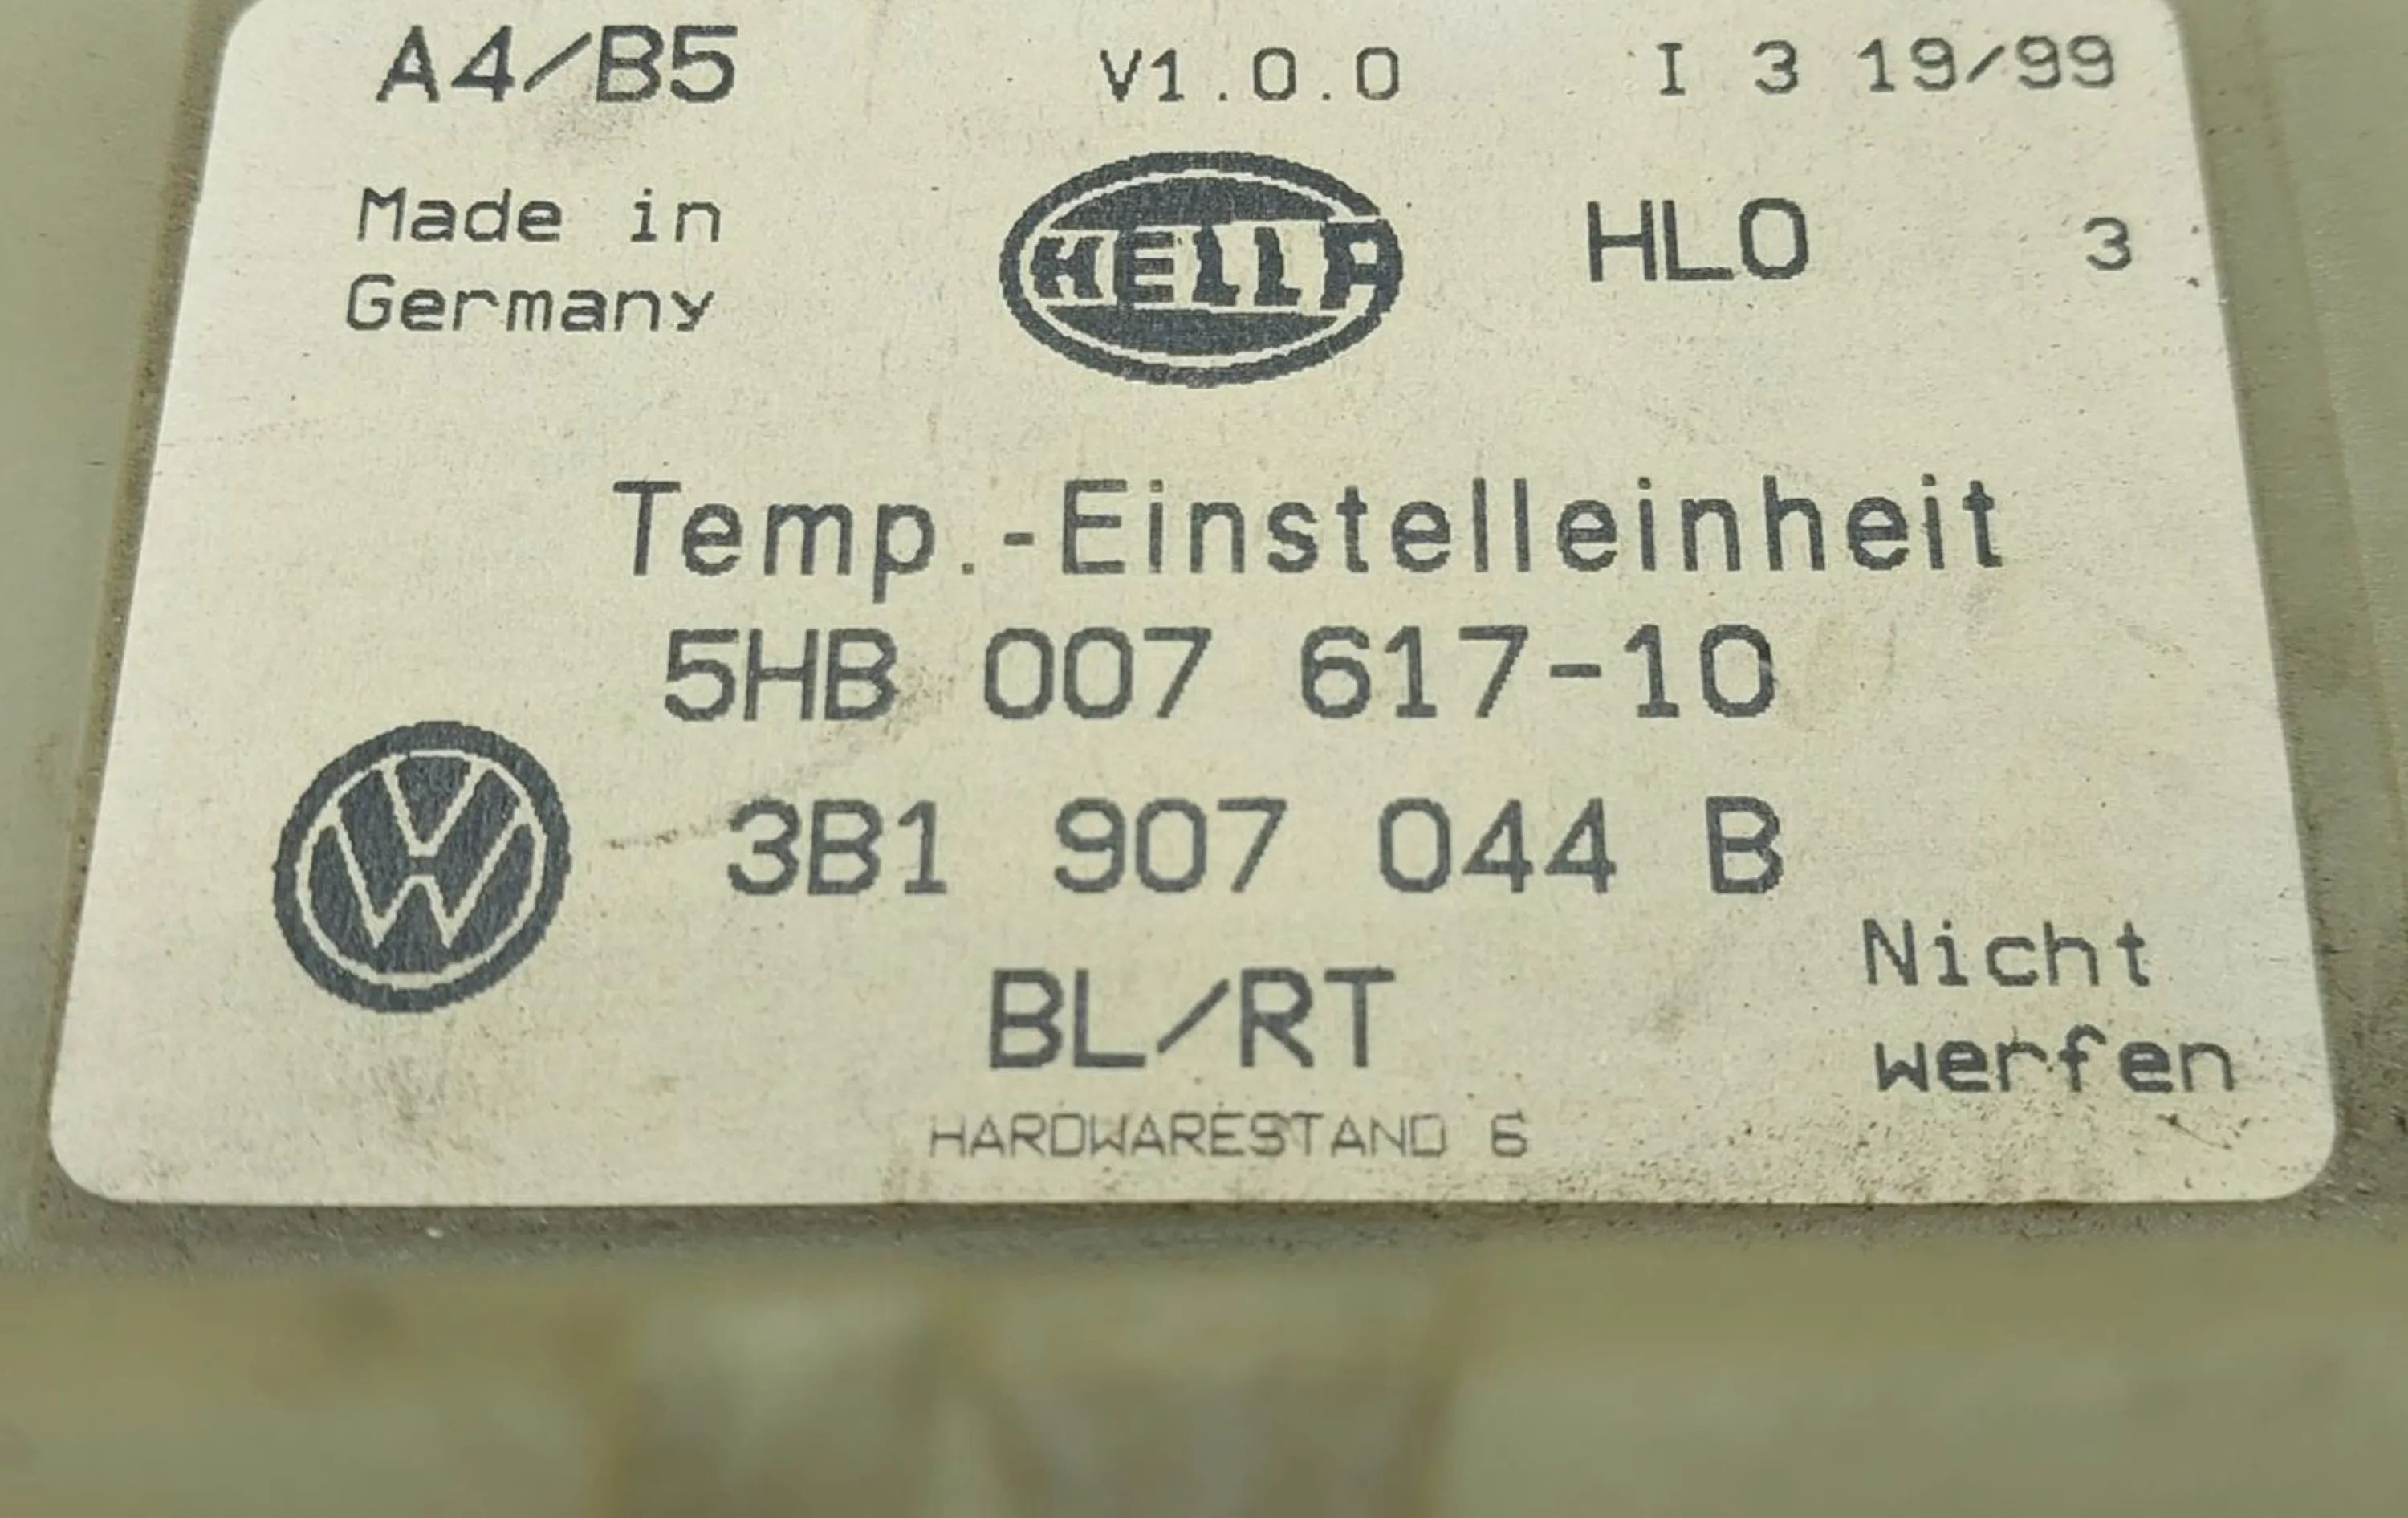 A4/B5 V1.0.0 I 3 19/99
Made in
Germany
HELLA HLO 3
Temp.-Einstelleinheit
5HB 007 617-10
3B1 907 044 B
BL/RT
Nicht
werfen
HARDWARESTAND 6